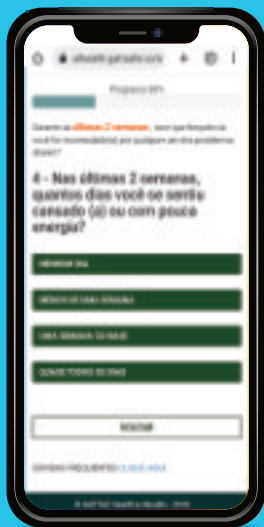 Durante as últimas 2 semanas, com que frequência
você foi incomodado(a) por qualquer um dos problemas
abaixo?
4 - Nas últimas 2 semanas,
quantos dias você se sentiu
cansado (a) ou com pouca
energia?
NENHUM DIA
MENOS DE UMA SEMANA
UMA SEMANA OU MAIS
QUASE TODOS OS DIAS
VOLTAR
DÚVIDAS FREQUENTES CLIQUE AQUI